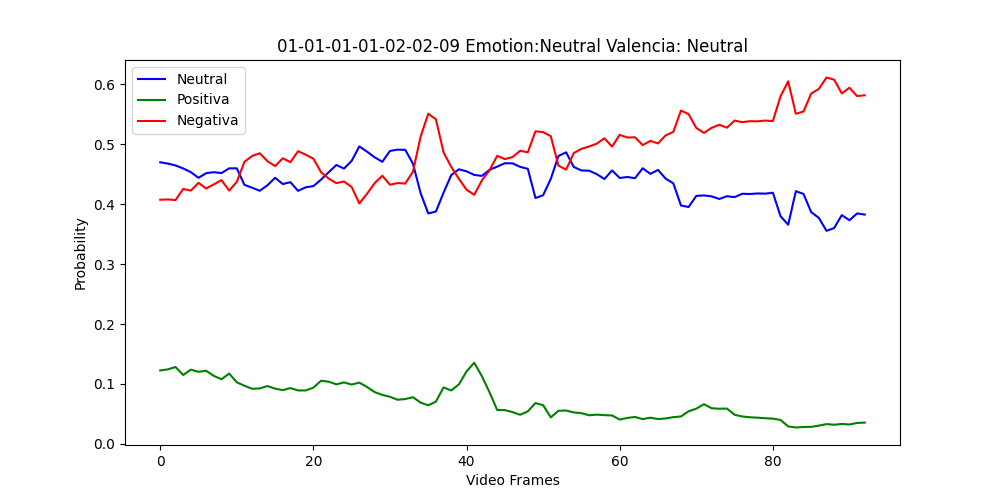 01-01-01-01-02-02-09 Emotion:Neutral Valencia: Neutral
Neutral
Positiva
Negativa
Probability
0.6
0.5
0.4
0.3
0.2
0.1
0.0
0 20 40 60 80
Video Frames